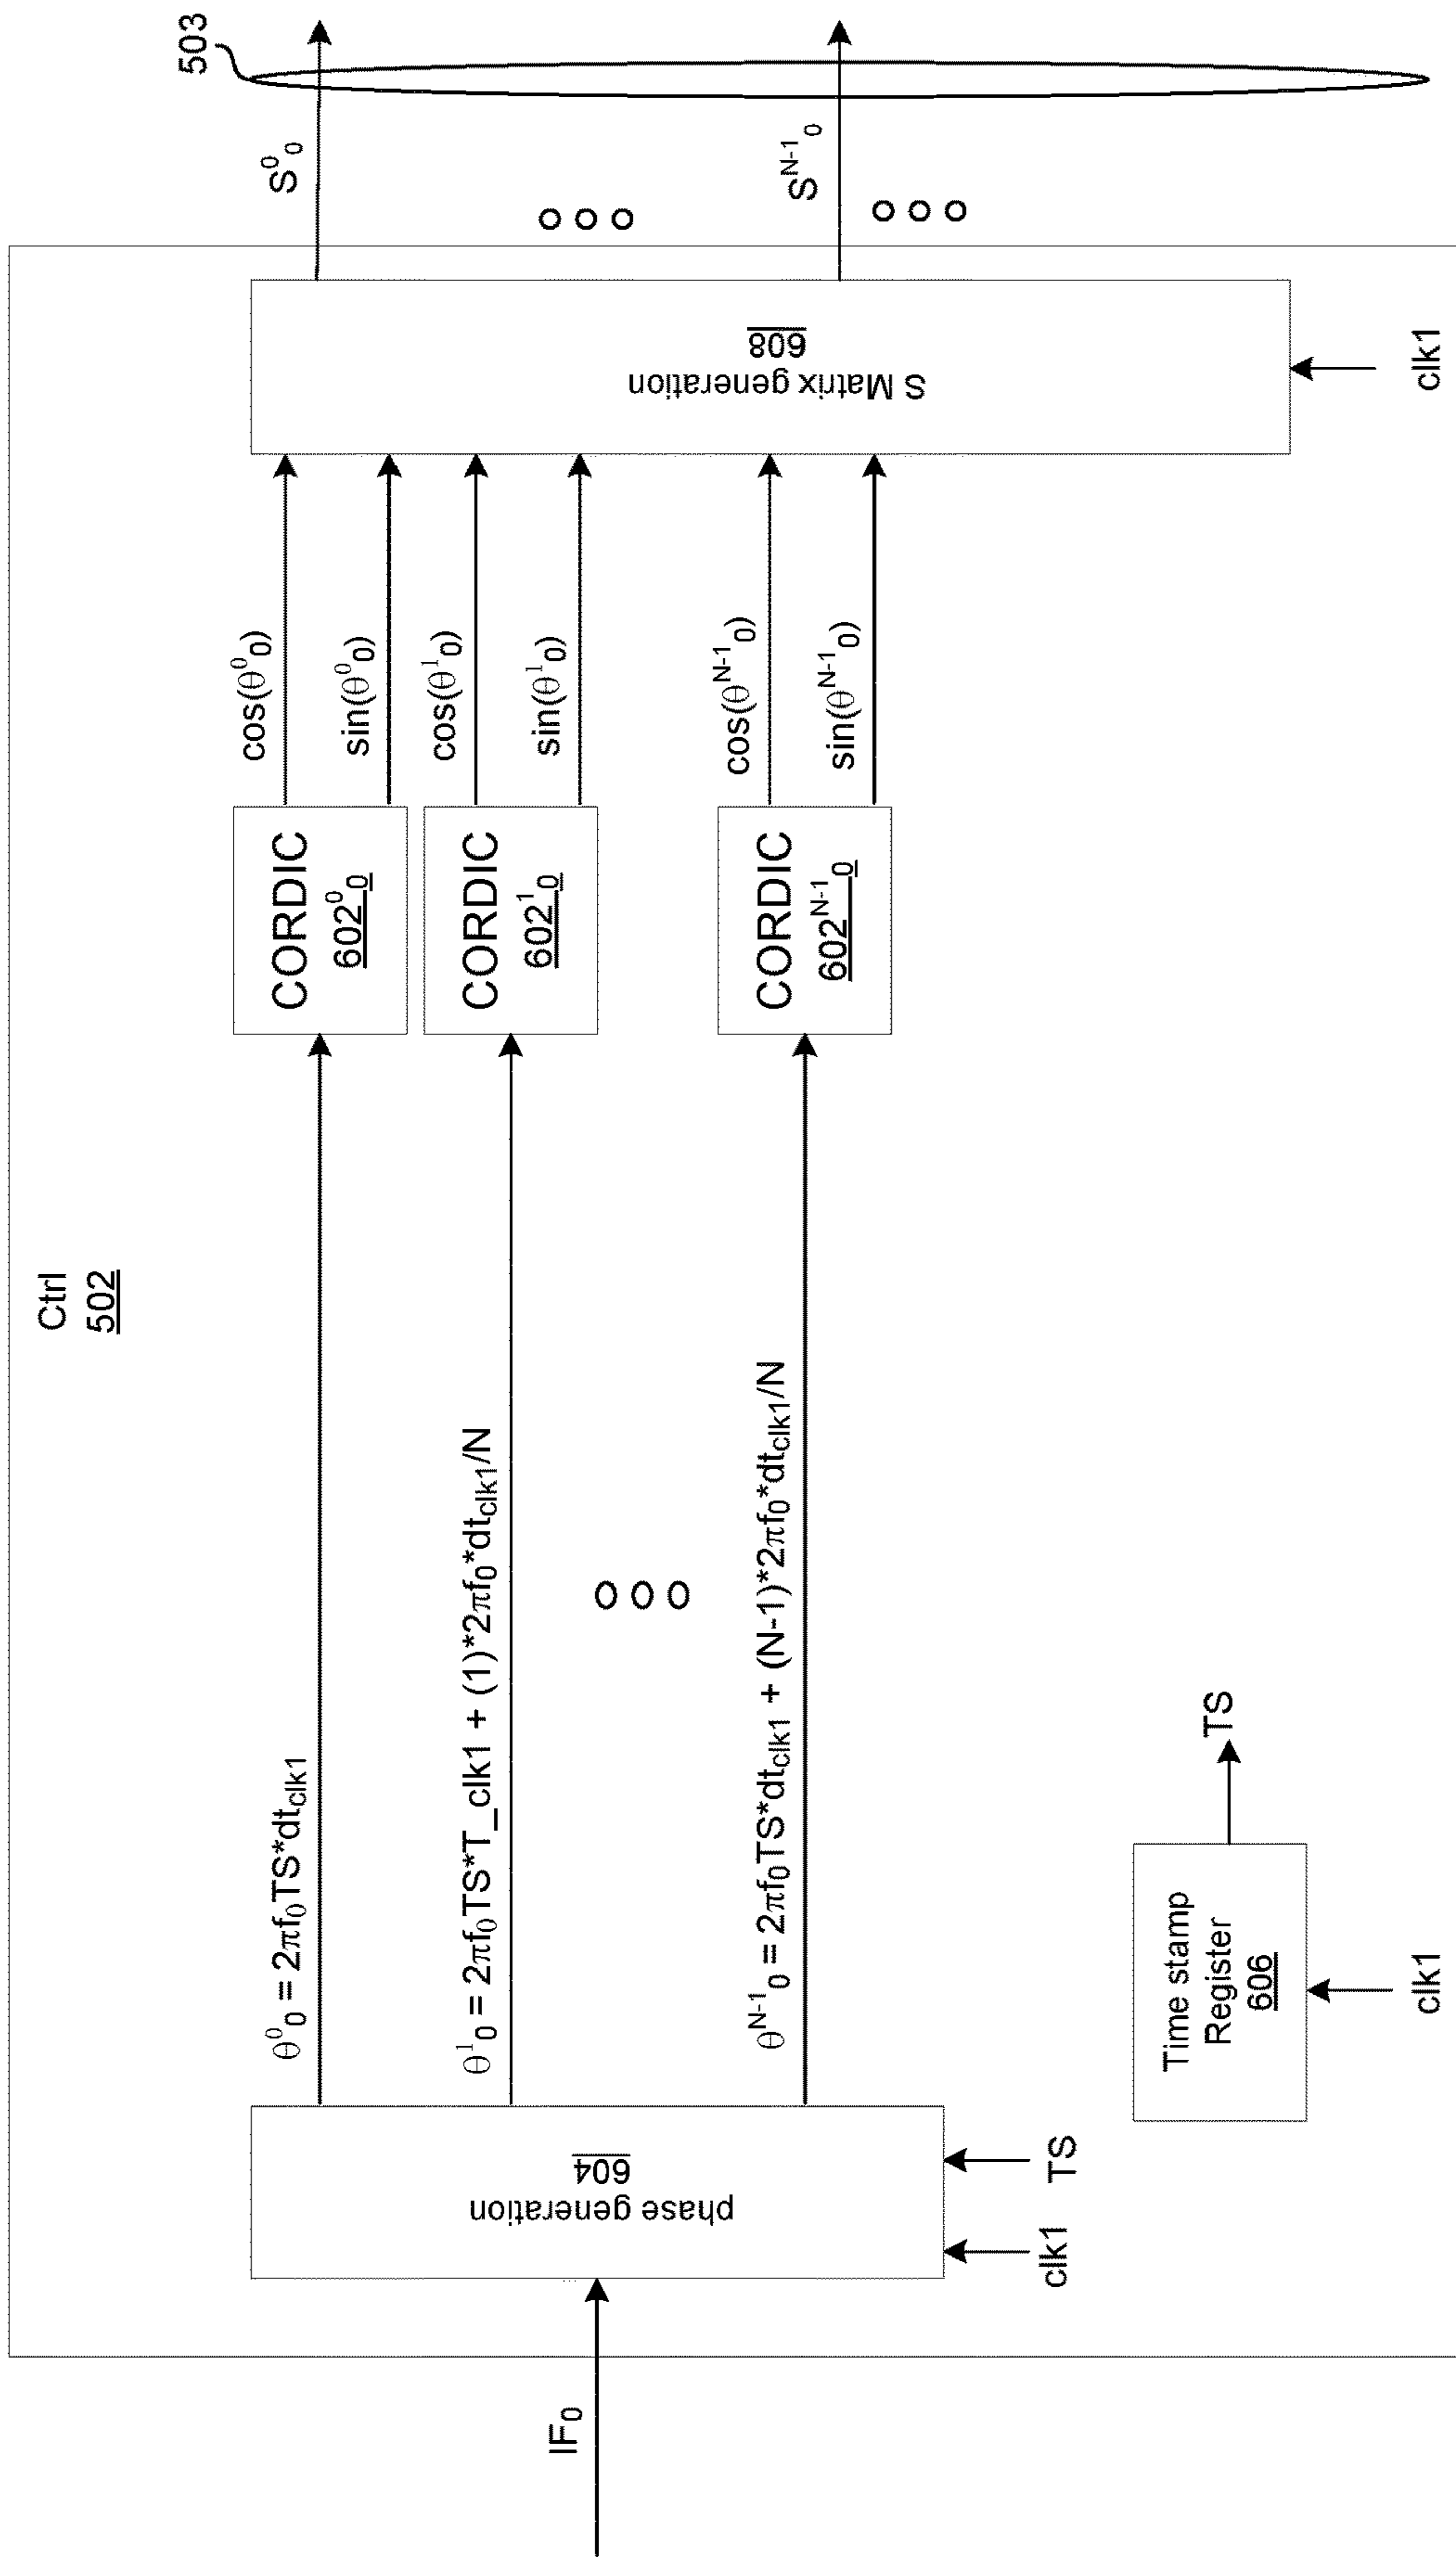 Ctrl
502
503
IF₀
phase generation
604
clk1
TS
θ⁰₀ = 2πf₀TS*dt_clk1
θ¹₀ = 2πf₀TS*T_clk1 + (1)*2πf₀*dt_clk1/N
θᴺ⁻¹₀ = 2πf₀TS*dt_clk1 + (N-1)*2πf₀*dt_clk1/N
Time stamp
Register
606
clk1
TS
CORDIC
602⁰₀
CORDIC
602¹₀
CORDIC
602ᴺ⁻¹₀
cos(θ⁰₀)
sin(θ⁰₀)
cos(θ¹₀)
sin(θ¹₀)
cos(θᴺ⁻¹₀)
sin(θᴺ⁻¹₀)
S Matrix generation
608
clk1
S⁰₀
Sᴺ⁻¹₀